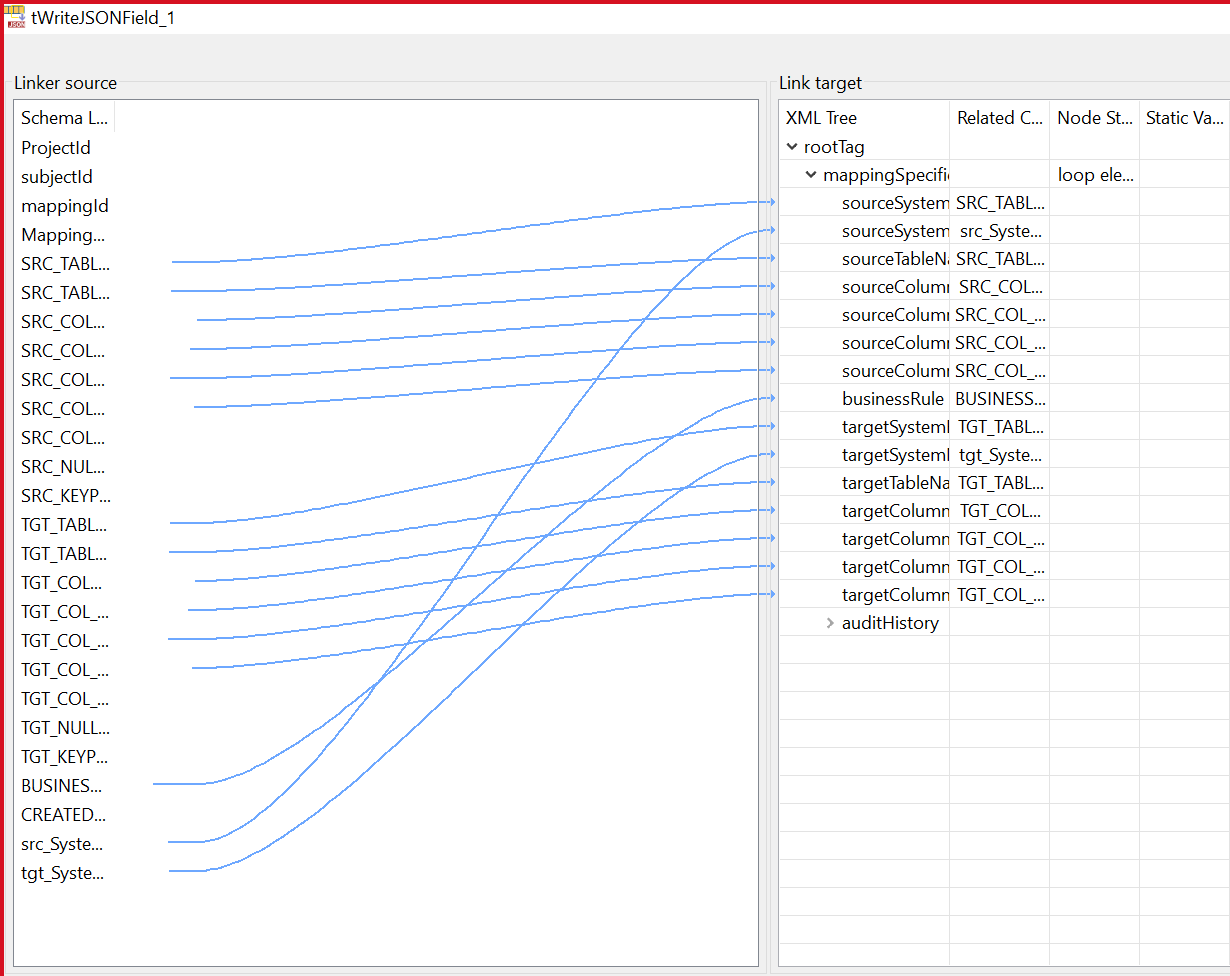 tWriteJSONField_1
Linker source
Schema L...
ProjectId
subjectId
mappingId
Mapping...
SRC_TABL...
SRC_TABL...
SRC_COL...
SRC_COL...
SRC_COL...
SRC_COL...
SRC_COL...
SRC_NUL...
SRC_KEYP...
TGT_TABL...
TGT_TABL...
TGT_COL...
TGT_COL_...
TGT_COL_...
TGT_COL_...
TGT_COL_...
TGT_NULL...
TGT_KEYP...
BUSINES...
CREATED...
src_Syste...
tgt_Syste...
Link target
XML Tree Related C... Node St... Static Va...
rootTag
mappingSpecifi loop ele...
sourceSystem SRC_TABL...
sourceSystem src_Syste...
sourceTableNa SRC_TABL...
sourceColumn SRC_COL...
sourceColumn SRC_COL_...
sourceColumn SRC_COL_...
sourceColumn SRC_COL_...
businessRule BUSINESS...
targetSystemI TGT_TABL...
targetSystemI tgt_Syste...
targetTableNa TGT_TABL...
targetColumn TGT_COL...
targetColumn TGT_COL_...
targetColumn TGT_COL_...
targetColumn TGT_COL_...
auditHistory